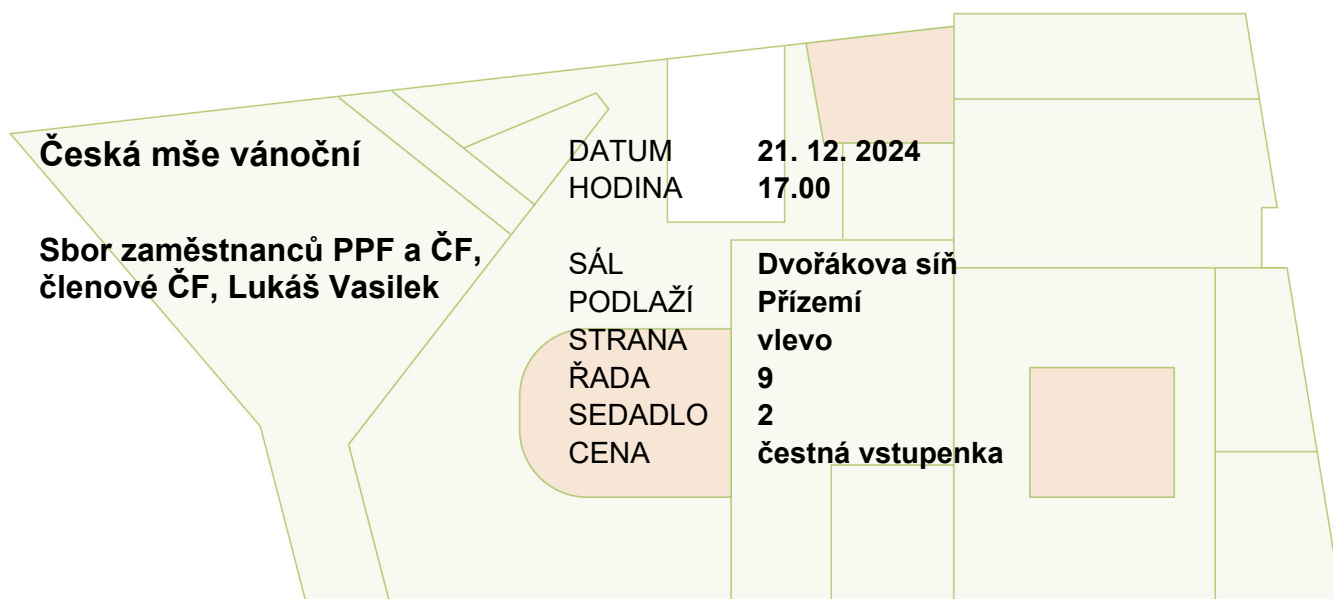 Česká mše vánoční
Sbor zaměstnanců PPF a ČF,
členové ČF, Lukáš Vasilek
DATUM 21. 12. 2024
HODINA 17.00
SÁL Dvořákova síň
PODLAŽÍ Přízemí
STRANA vlevo
ŘADA 9
SEDADLO 2
CENA čestná vstupenka